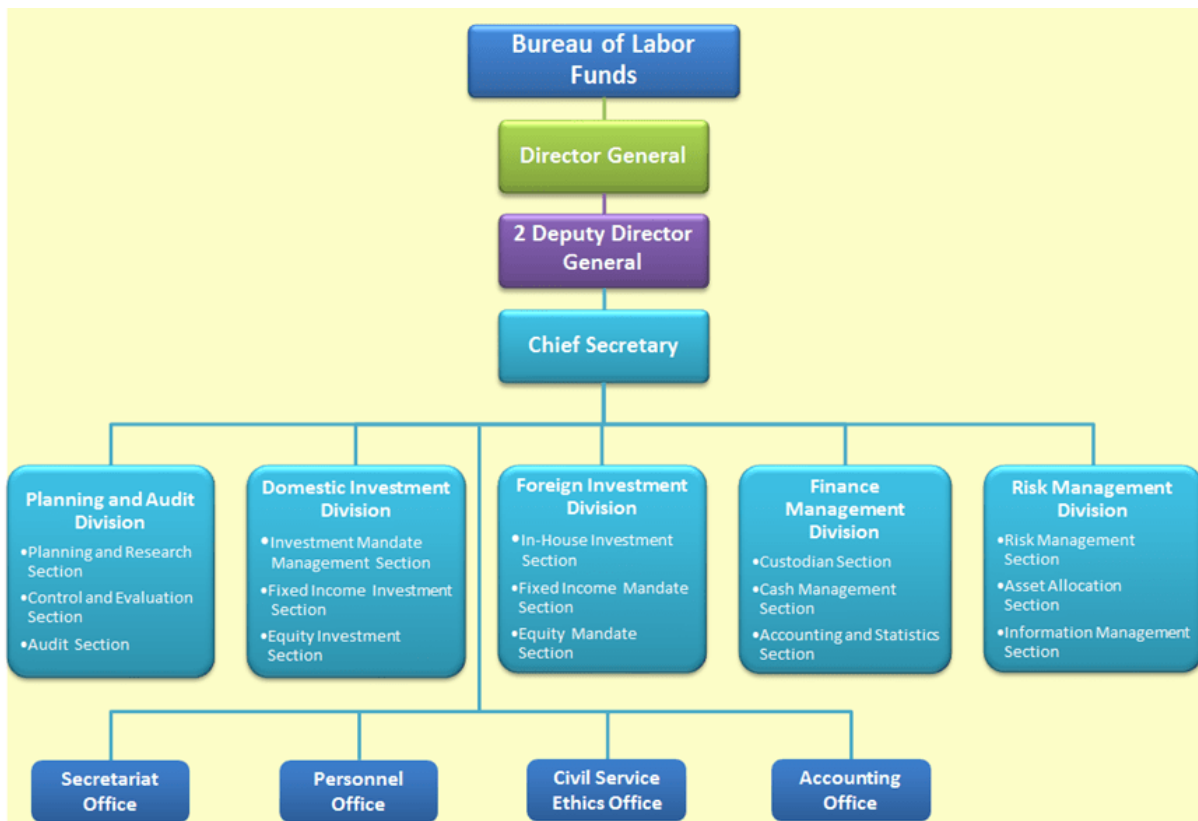 Bureau of Labor
Funds
Director General
2 Deputy Director
General
Chief Secretary
Planning and Audit
Division
•Planning and Research
Section
•Control and Evaluation
Section
•Audit Section
Domestic Investment
Division
•Investment Mandate
Management Section
•Fixed Income Investment
Section
•Equity Investment
Section
Foreign Investment
Division
•In-House Investment
Section
•Fixed Income Mandate
Section
•Equity Mandate
Section
Finance
Management
Division
•Custodian Section
•Cash Management
Section
•Accounting and Statistics
Section
Risk Management
Division
•Risk Management
Section
•Asset Allocation
Section
•Information Management
Section
Secretariat
Office
Personnel
Office
Civil Service
Ethics Office
Accounting
Office